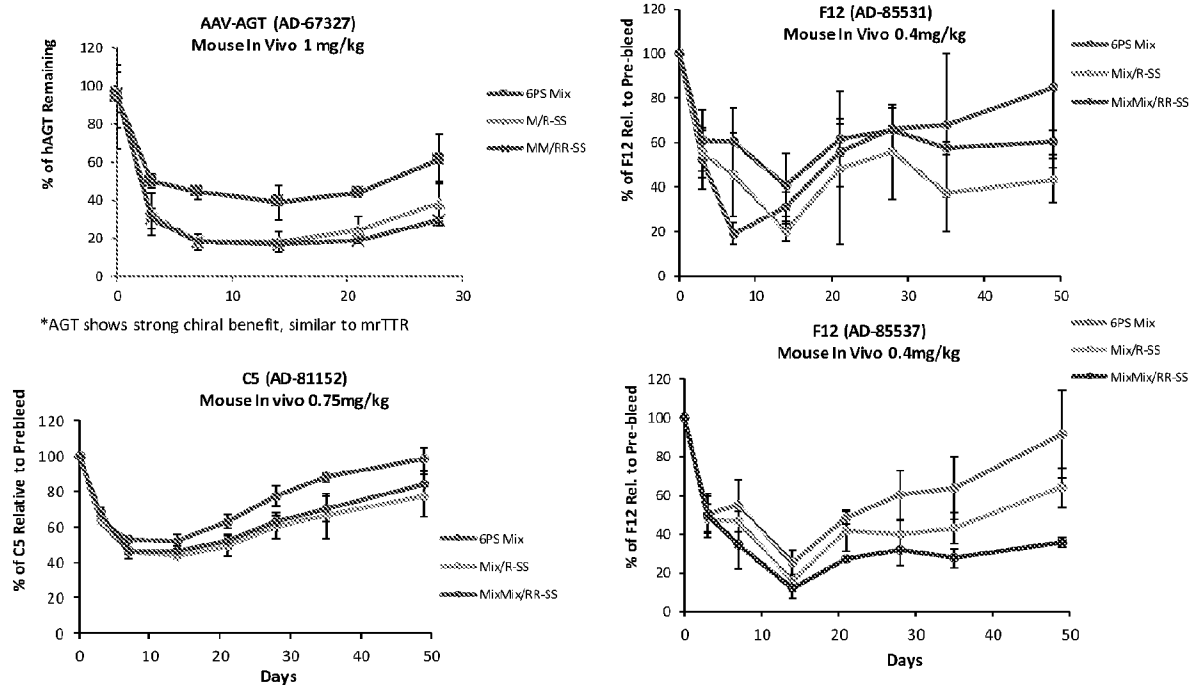 AAV-AGT (AD-67327)
Mouse In Vivo 1 mg/kg
% of hAGT Remaining
120
100
80
60
40
20
0
0 10 20 30
6PS Mix
M/R-SS
MM/RR-SS
*AGT shows strong chiral benefit, similar to mrTTR
F12 (AD-85531)
Mouse In Vivo 0.4mg/kg
% of F12 Rel. to Pre-bleed
120
100
80
60
40
20
0
0 10 20 30 40 50
6PS Mix
Mix/R-SS
MixMix/RR-SS
C5 (AD-81152)
Mouse In vivo 0.75mg/kg
% of C5 Relative to Prebleed
120
100
80
60
40
20
0
0 10 20 30 40 50
Days
6PS Mix
Mix/R-SS
MixMix/RR-SS
F12 (AD-85537)
Mouse In Vivo 0.4mg/kg
% of F12 Rel. to Pre-bleed
120
100
80
60
40
20
0
0 10 20 30 40 50
Days
6PS Mix
Mix/R-SS
MixMix/RR-SS